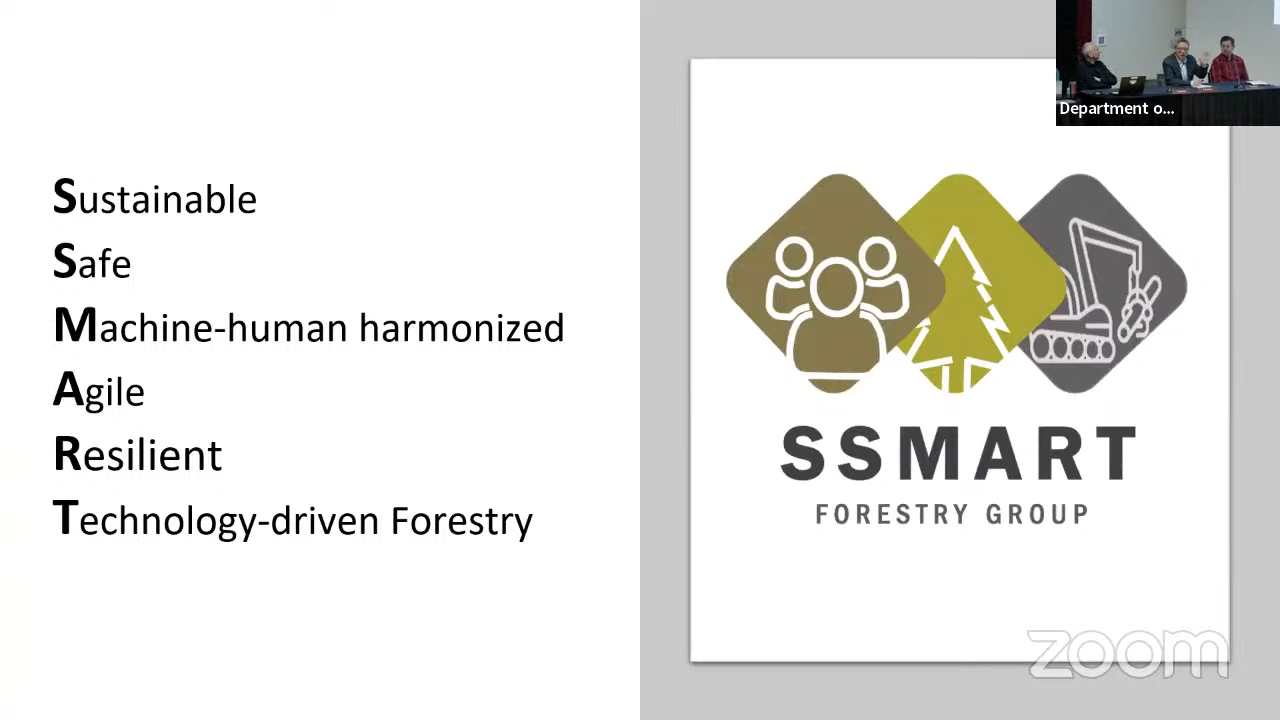 Sustainable
Safe
Machine-human harmonized
Agile
Resilient
Technology-driven Forestry
Department o...
SSMART
FORESTRY GROUP
zoom